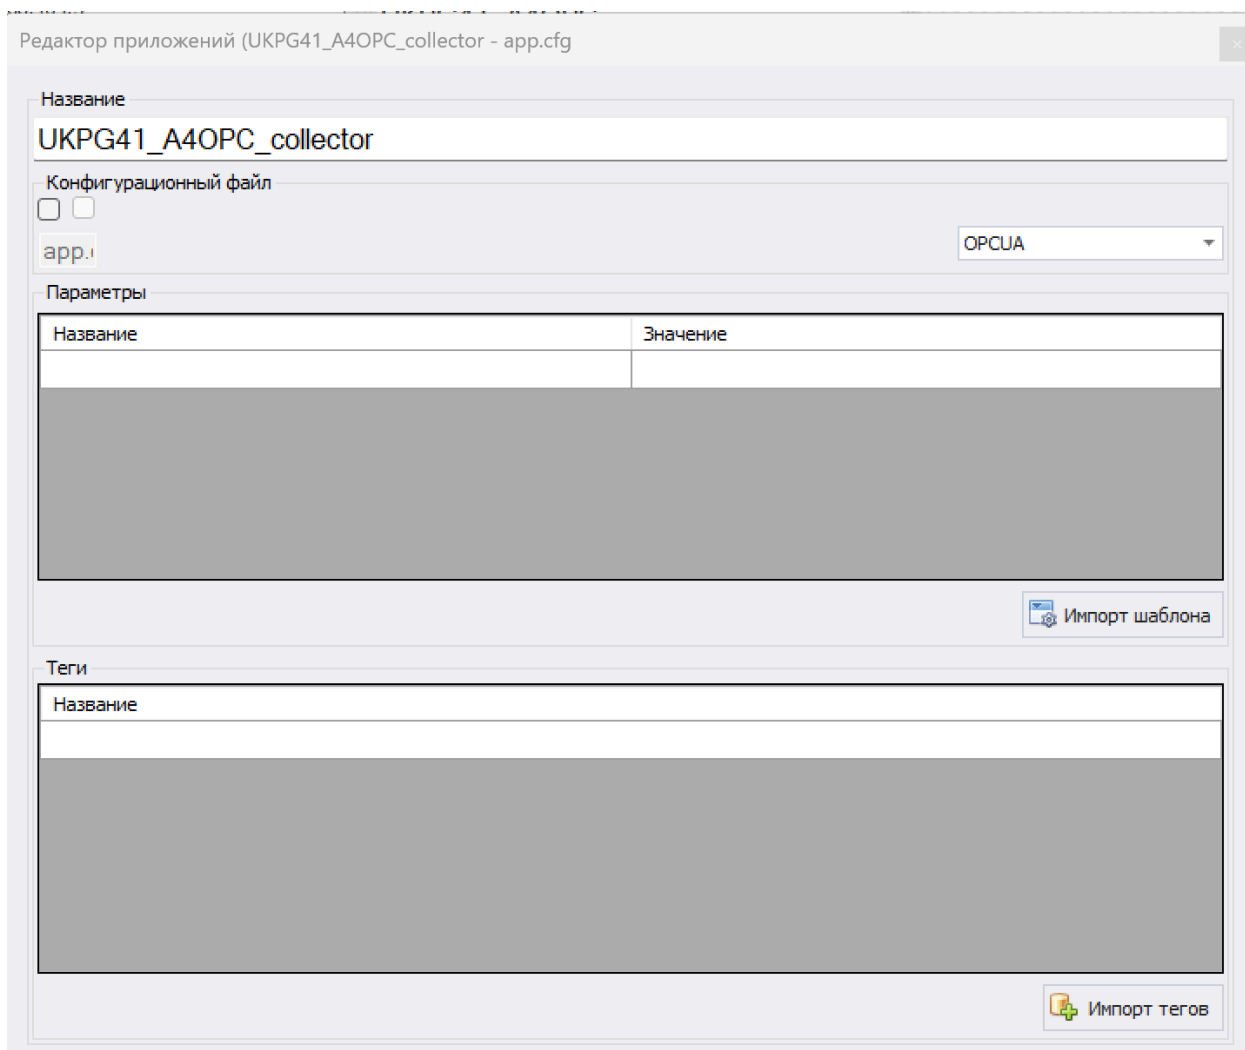 Редактор приложений (UKPG41_A4OPC_collector - app.cfg
Название
UKPG41_A4OPC_collector
Конфигурационный файл
app.
OPCUA
Параметры
Название Значение
Импорт шаблона
Теги
Название
Импорт тегов